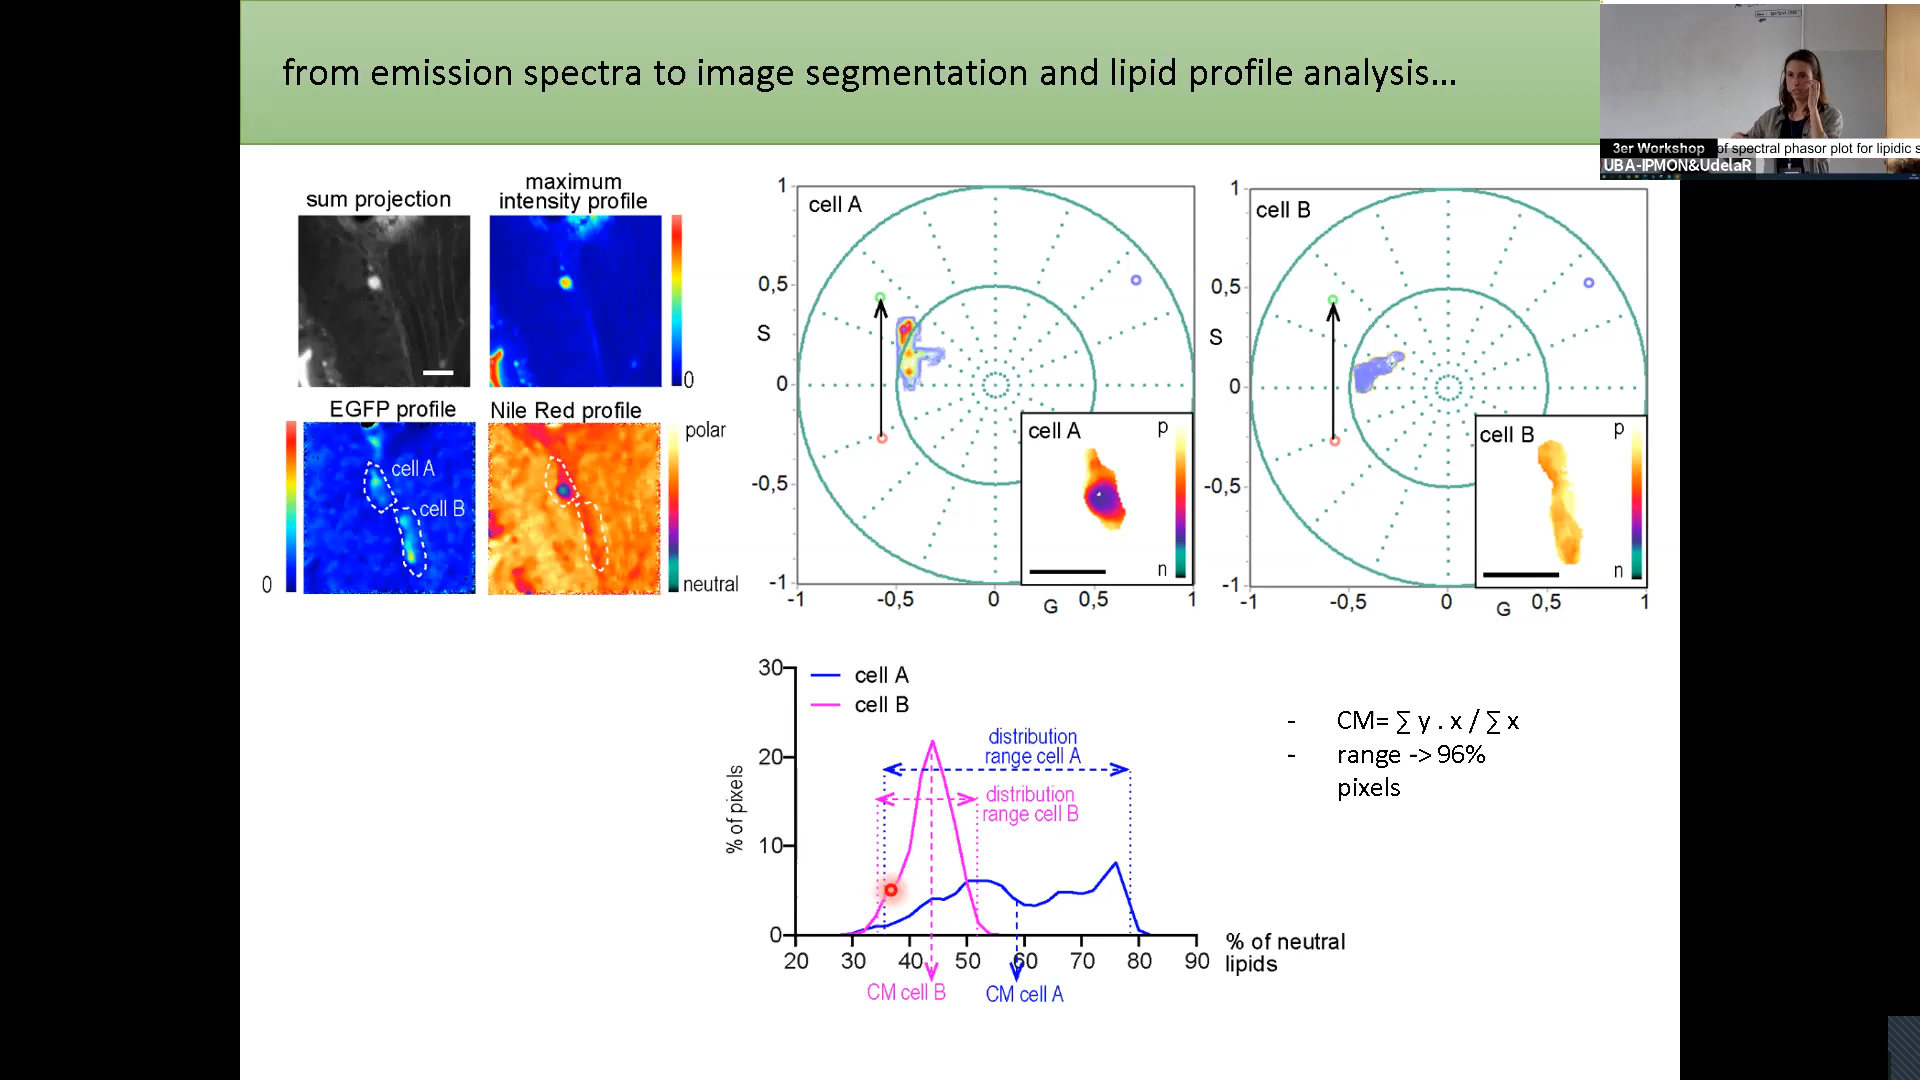 from emission spectra to image segmentation and lipid profile analysis...
3er Workshop
of spectral phasor plot for lipidic s
UBA-IPMON&UdelaR
sum projection
maximum
intensity profile
0
EGFP profile
Nile Red profile
cell A
cell B
0
polar
neutral
cell A
1
0,5
S
0
-0,5
-1
-1
-0,5
0
G
0,5
1
cell A
p
n
cell B
1
0,5
S
0
-0,5
-1
-1
-0,5
0
G
0,5
1
cell B
p
n
30
20
10
0
% of pixels
cell A
cell B
distribution
range cell A
distribution
range cell B
20 30 40 50 60 70 80 90
% of neutral
lipids
CM cell B
CM cell A
- CM= ∑ y . x / ∑ x
- range -> 96%
pixels